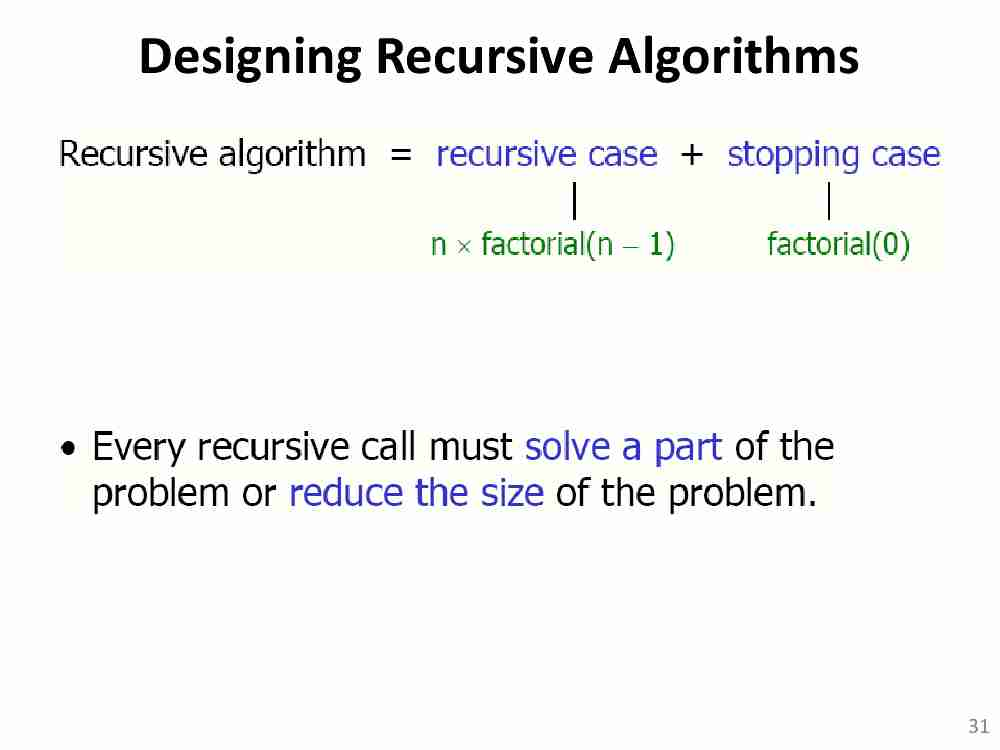 Designing Recursive Algorithms
Recursive algorithm = recursive case + stopping case
n × factorial(n – 1) factorial(0)
• Every recursive call must solve a part of the
problem or reduce the size of the problem.
31